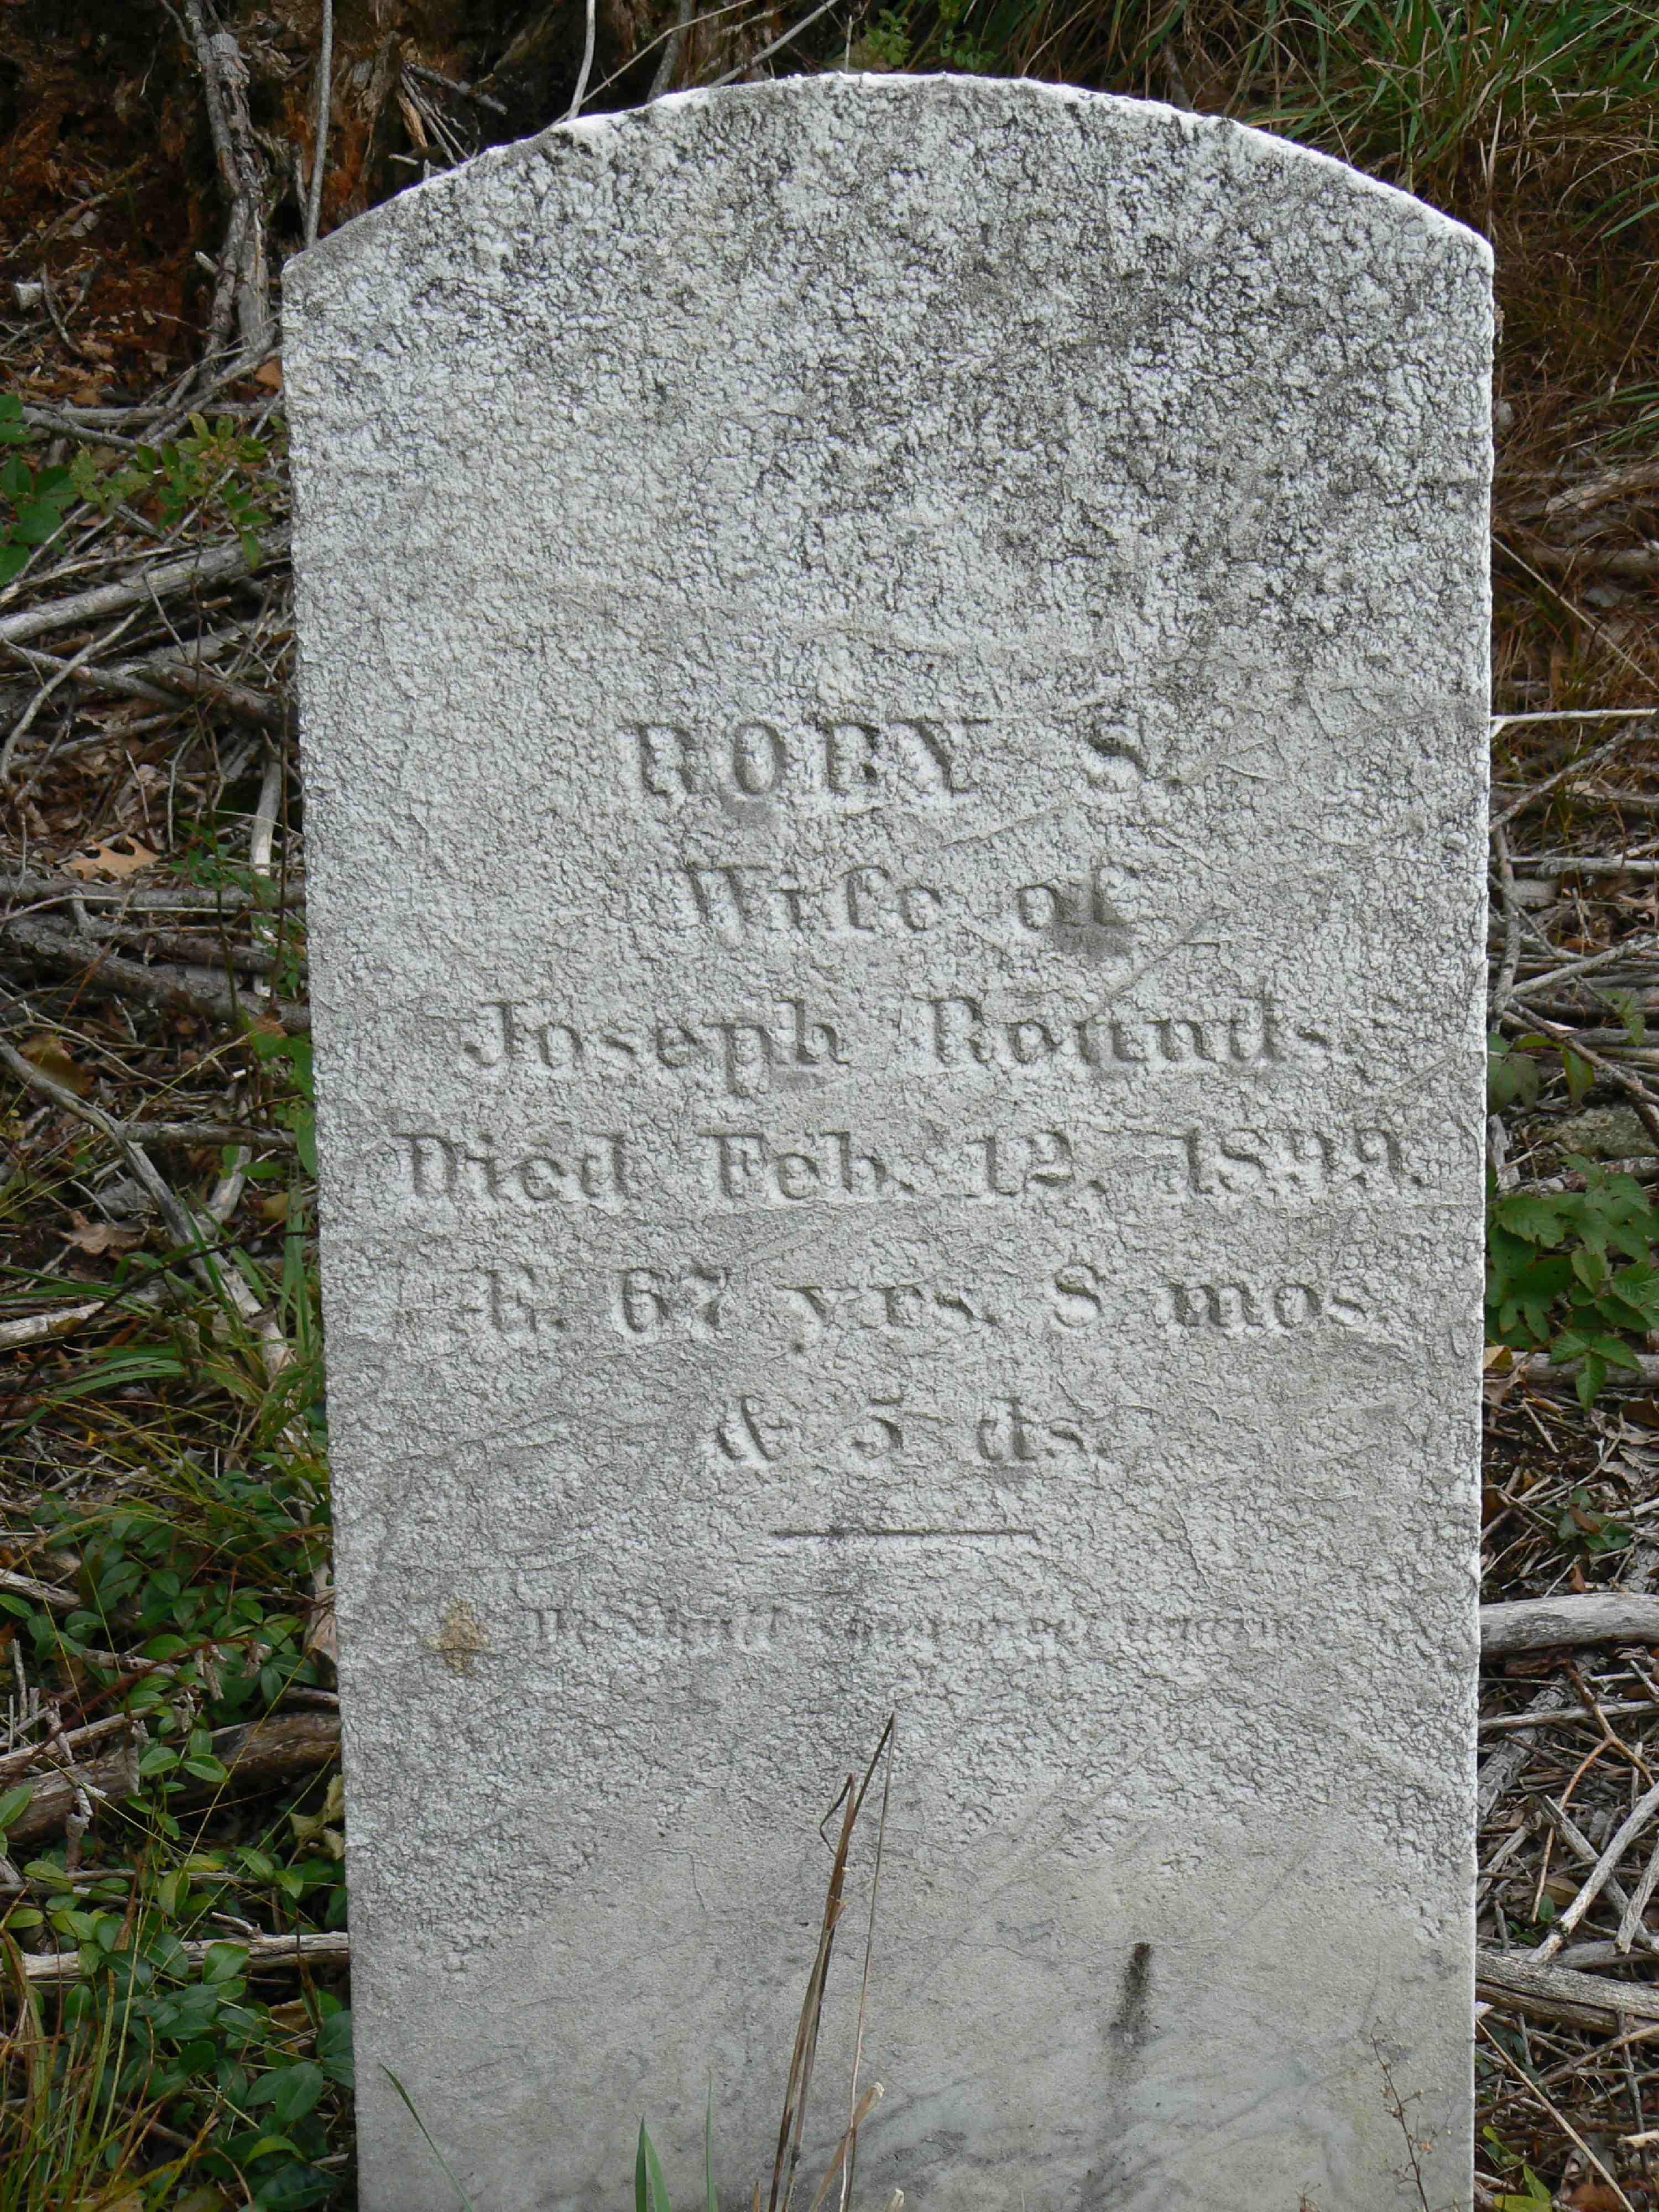 ROBY S.
Wife of
Joseph Rounds.
Died Feb. 12, 1899.
Æ. 67 yrs. 8 mos.
& 5 ds.